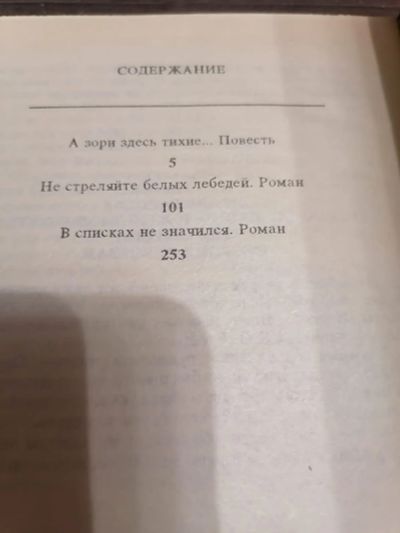 СОДЕРЖАНИЕ
А зори здесь тихие... Повесть
5
Не стреляйте белых лебедей. Роман
101
В списках не значился. Роман
253